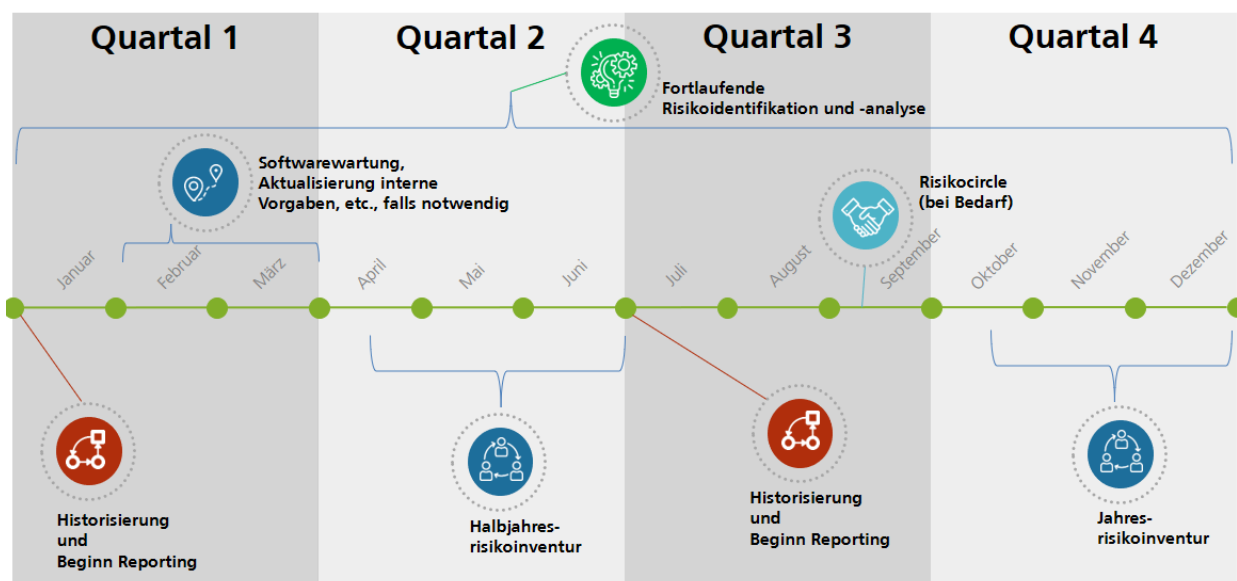 Quartal 1
Quartal 2
Quartal 3
Quartal 4
Fortlaufende
Risikoidentifikation und -analyse
Softwarewartung,
Aktualisierung interne
Vorgaben, etc., falls notwendig
Risikocircle
(bei Bedarf)
Januar
Februar
März
April
Mai
Juni
Juli
August
September
Oktober
November
Dezember
Historisierung
und
Beginn Reporting
Halbjahres-
risikoinventur
Historisierung
und
Beginn Reporting
Jahres-
risikoinventur